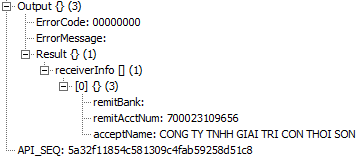 Output {} (3)
ErrorCode: 00000000
ErrorMessage:
Result {} (1)
receiverInfo [] (1)
[0] {} (3)
remitBank:
remitAcctNum: 700023109656
acceptName: CONG TY TNHH GIAI TRI CON THOI SON
API_SEQ: 5a32f11854c581309c4fab59258d51c8